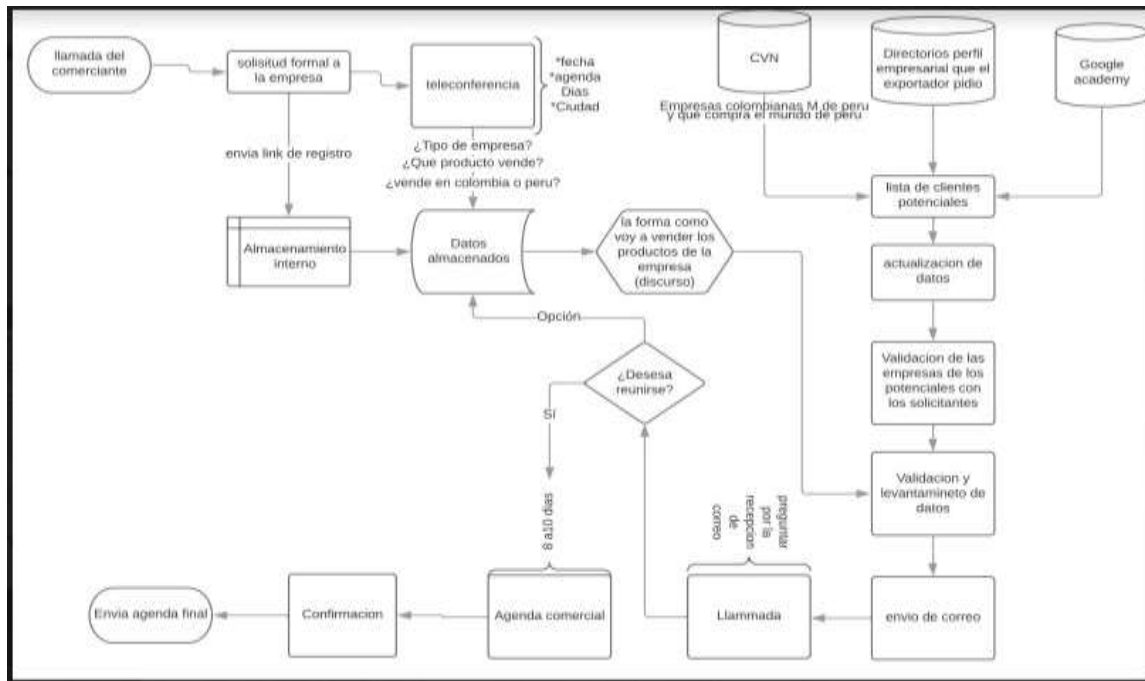 llamada del
comerciante
solisitud formal a
la empresa
teleconferencia
*fecha
*agenda
Dias
*Ciudad
CVN
Directorios perfil
empresarial que el
exportador pidio
Google
academy
Empresas colombianas M de peru
y que compra el mundo de peru
envia link de registro
¿Tipo de empresa?
¿Que producto vende?
¿vende en colombia o peru?
lista de clientes
potenciales
Almacenamiento
interno
Datos
almacenados
la forma como
voy a vender los
productos de la
empresa
(discurso)
actualizacion de
datos
Opción
¿Desesa
reunirse?
Validacion de las
empresas de los
potenciales con
los solicitantes
Sí
Validacion y
levantamineto de
datos
8 a10 dias
preguntar
por la
recepcios
de
correo
Envia agenda final
Confirmacion
Agenda comercial
Llammada
envio de correo